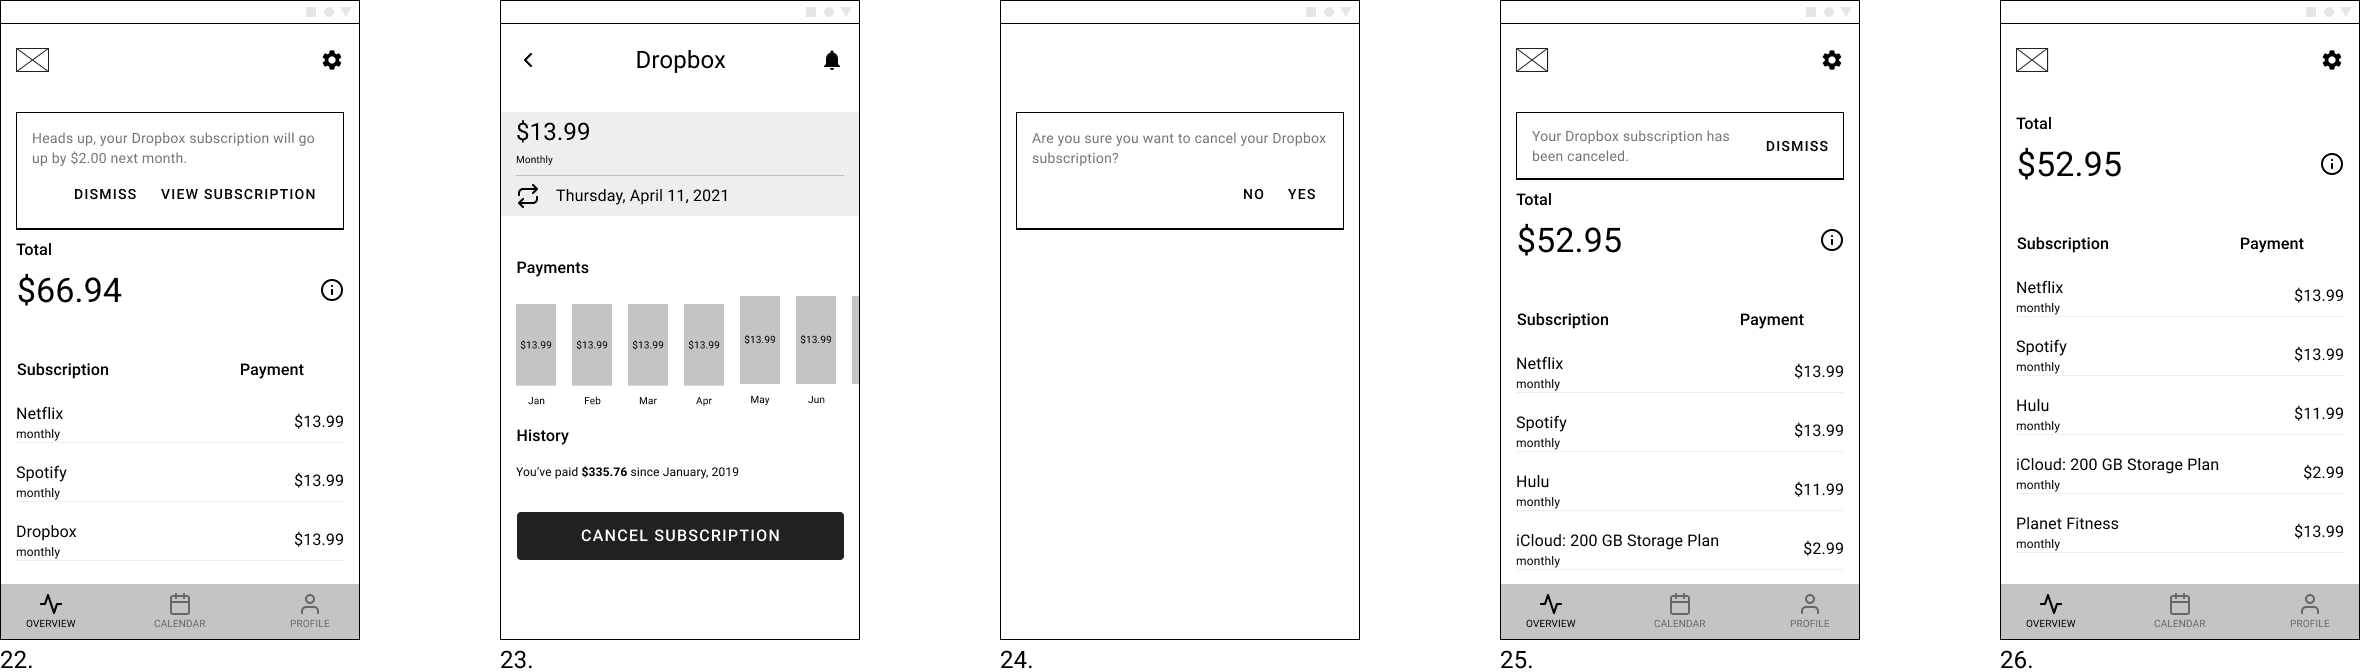 Heads up, your Dropbox subscription will go
up by $2.00 next month.
DISMISS VIEW SUBSCRIPTION
Total
$66.94
Subscription Payment
Netflix
monthly
$13.99
Spotify
monthly
$13.99
Dropbox
monthly
$13.99
OVERVIEW CALENDAR PROFILE
22.
Dropbox
$13.99
Monthly
Thursday, April 11, 2021
Payments
$13.99 $13.99 $13.99 $13.99 $13.99 $13.99
Jan Feb Mar Apr May Jun
History
You've paid $335.76 since January, 2019
CANCEL SUBSCRIPTION
23.
Are you sure you want to cancel your Dropbox
subscription?
NO YES
24.
Your Dropbox subscription has
been canceled.
DISMISS
Total
$52.95
Subscription Payment
Netflix
monthly
$13.99
Spotify
monthly
$13.99
Hulu
monthly
$11.99
iCloud: 200 GB Storage Plan
monthly
$2.99
OVERVIEW CALENDAR PROFILE
25.
Total
$52.95
Subscription Payment
Netflix
monthly
$13.99
Spotify
monthly
$13.99
Hulu
monthly
$11.99
iCloud: 200 GB Storage Plan
monthly
$2.99
Planet Fitness
monthly
$13.99
OVERVIEW CALENDAR PROFILE
26.